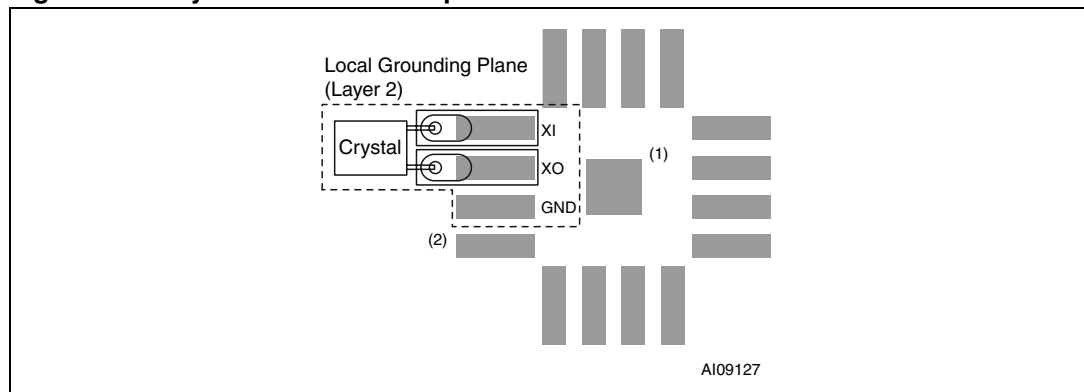 Local Grounding Plane
(Layer 2)
XI
Crystal
XO
(1)
GND
(2)
AI09127